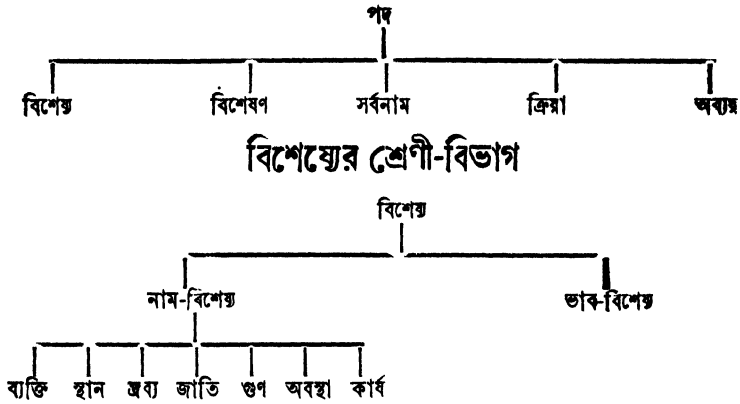 পদ
বিশেষ্য বিশেষণ সর্বনাম ক্রিয়া অব্যয়
বিশেষ্যের শ্রেণী-বিভাগ
বিশেষ্য
নাম-বিশেষ্য ভাব-বিশেষ্য
ব্যক্তি স্থান দ্রব্য জাতি গুণ অবস্থা কার্য